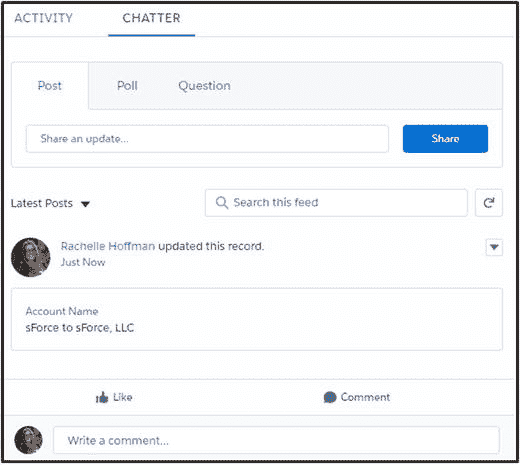 ACTIVITY CHATTER
Post Poll Question
Share an update... Share
Latest Posts Search this feed
Rachelle Hoffman updated this record.
Just Now
Account Name
sForce to sForce, LLC
Like Comment
Write a comment...